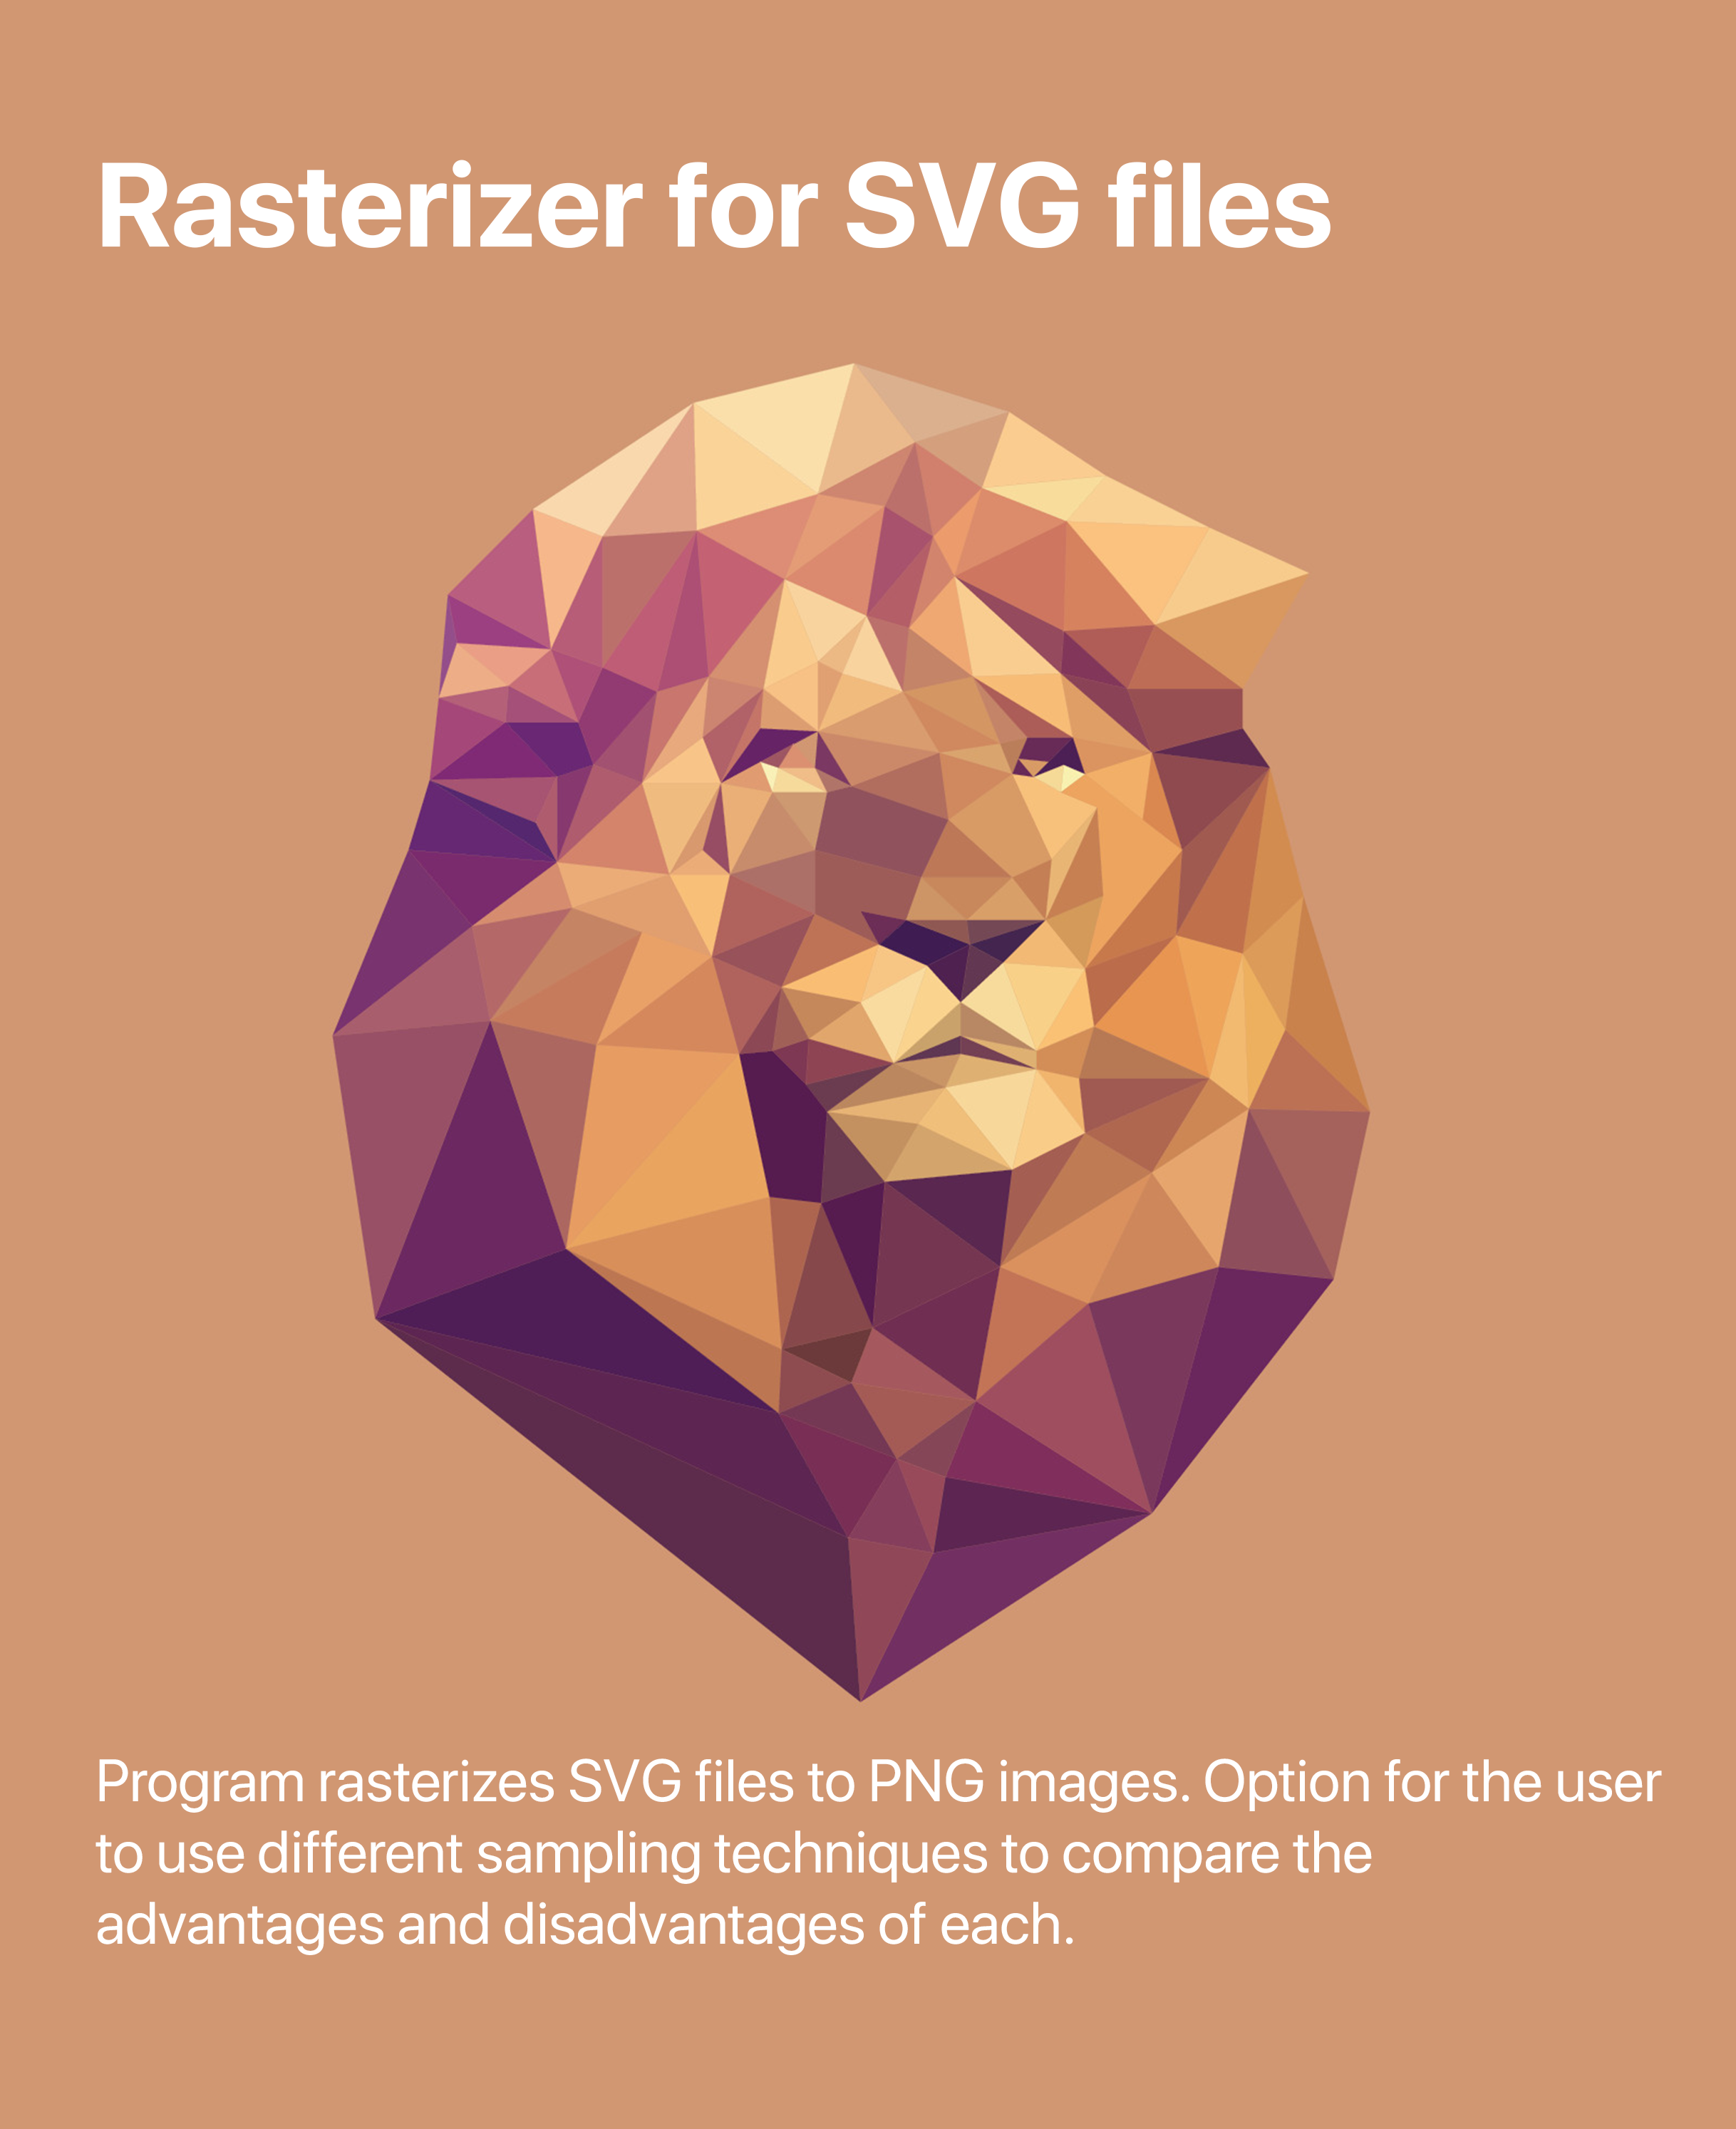 Rasterizer for SVG files
Program rasterizes SVG files to PNG images. Option for the user
to use different sampling techniques to compare the
advantages and disadvantages of each.